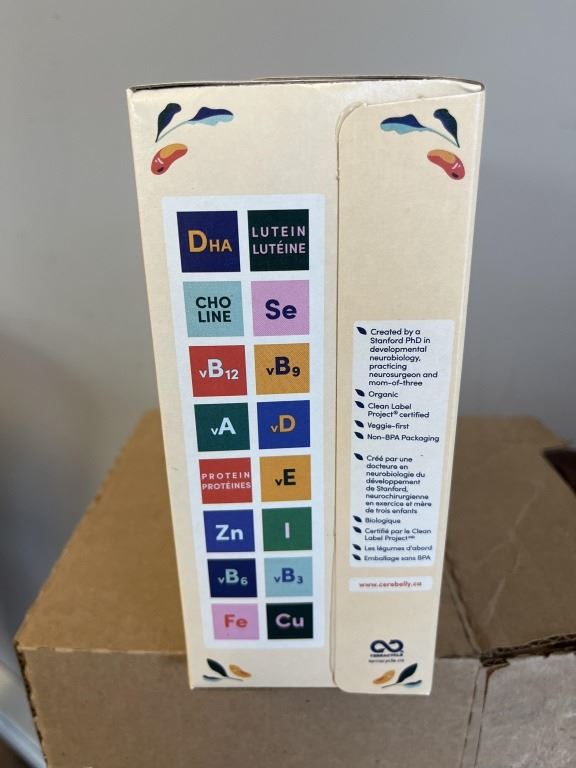 DHA
LUTEIN
LUTÉINE
CHO
LINE
Se
vB12
vB9
vA
vD
PROTEIN
PROTÉINES
vE
Zn
I
vB6
vB3
Fe
Cu
Created by a
Stanford PhD in
developmental
neurobiology,
practicing
neurosurgeon and
mom-of-three
Organic
Clean Label
Project® certified
Veggie-first
Non-BPA Packaging
Créé par une
docteure en
neurobiologie du
développement
de Stanford,
neurochirurgienne
en exercice et mère
de trois enfants
Biologique
Certifié par le Clean
Label Project
Les légumes d'abord
Emballage sans BPA
www.cerebelly.ca
TERRACYCLE
terracycle.ca